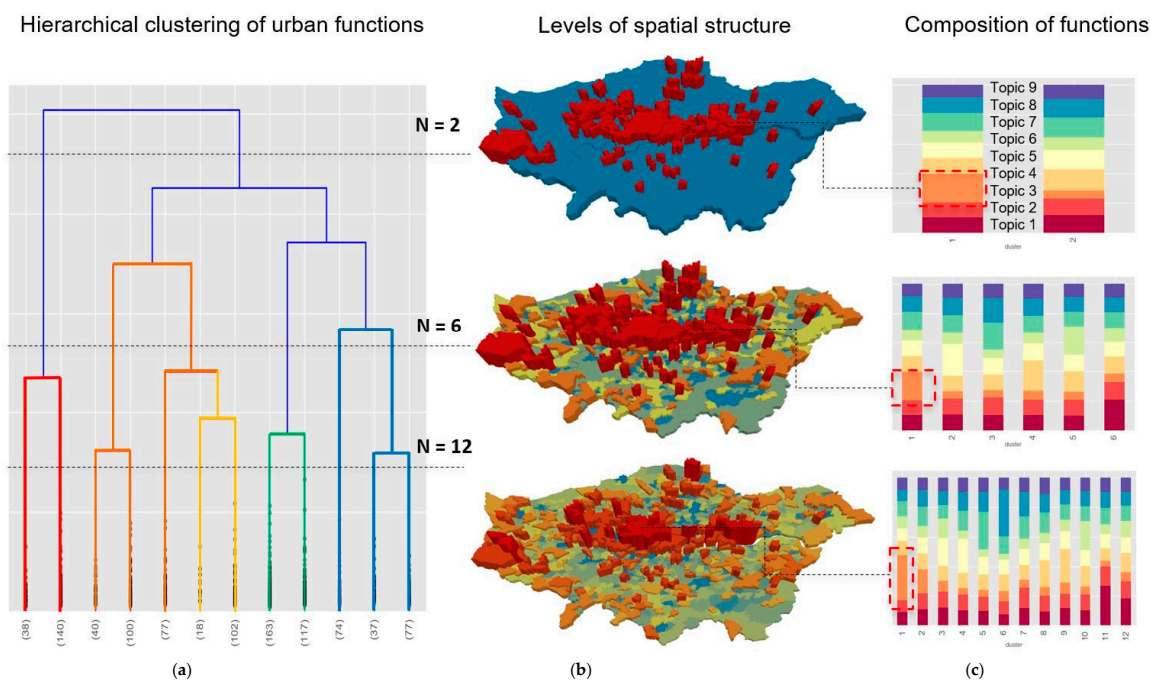 Hierarchical clustering of urban functions
Levels of spatial structure
Composition of functions
N = 2
N = 6
N = 12
(38)
(140)
(40)
(100)
(77)
(18)
(102)
(163)
(117)
(74)
(37)
(77)
Topic 9
Topic 8
Topic 7
Topic 6
Topic 5
Topic 4
Topic 3
Topic 2
Topic 1
1 2
cluster
1 2 3 4 5 6
cluster
1 2 3 4 5 6 7 8 9 10 11 12
cluster
(a) (b) (c)